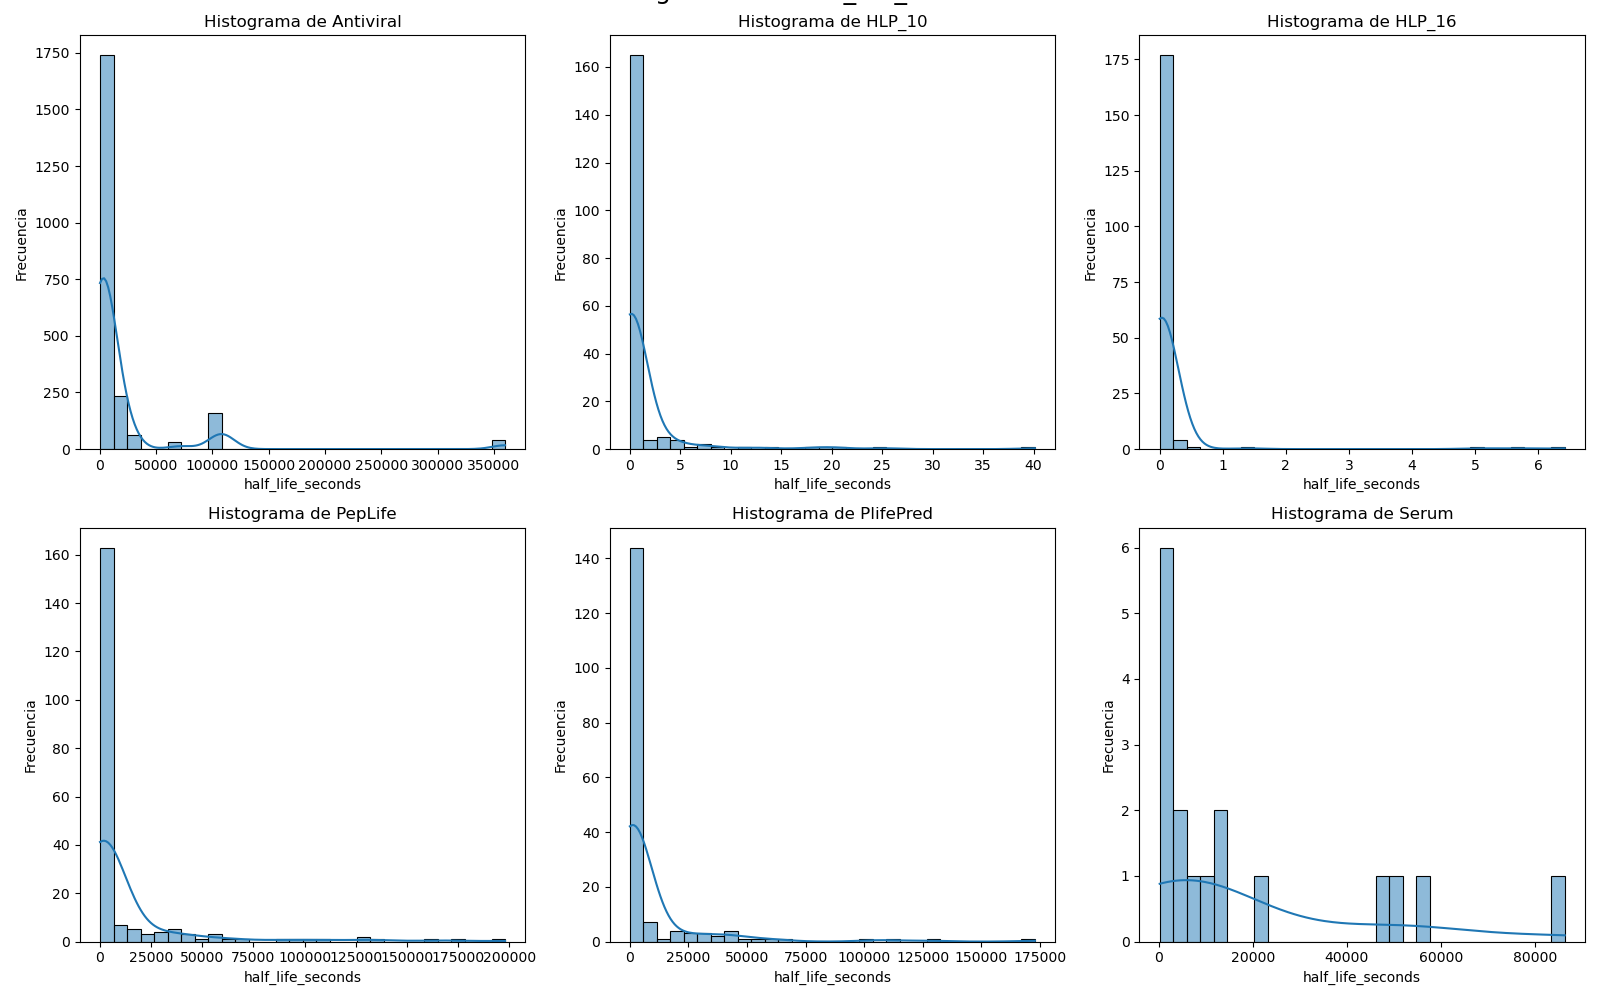 Histograma de Antiviral
1750
1500
1250
1000
750
500
250
0
Frecuencia
0 50000 100000 150000 200000 250000 300000 350000
half_life_seconds
Histograma de HLP_10
160
140
120
100
80
60
40
20
0
Frecuencia
0 5 10 15 20 25 30 35 40
half_life_seconds
Histograma de HLP_16
175
150
125
100
75
50
25
0
Frecuencia
0 1 2 3 4 5 6
half_life_seconds
Histograma de PepLife
160
140
120
100
80
60
40
20
0
Frecuencia
0 25000 50000 75000 100000 125000 150000 175000 200000
half_life_seconds
Histograma de PlifePred
140
120
100
80
60
40
20
0
Frecuencia
0 25000 50000 75000 100000 125000 150000 175000
half_life_seconds
Histograma de Serum
6
5
4
3
2
1
0
Frecuencia
0 20000 40000 60000 80000
half_life_seconds